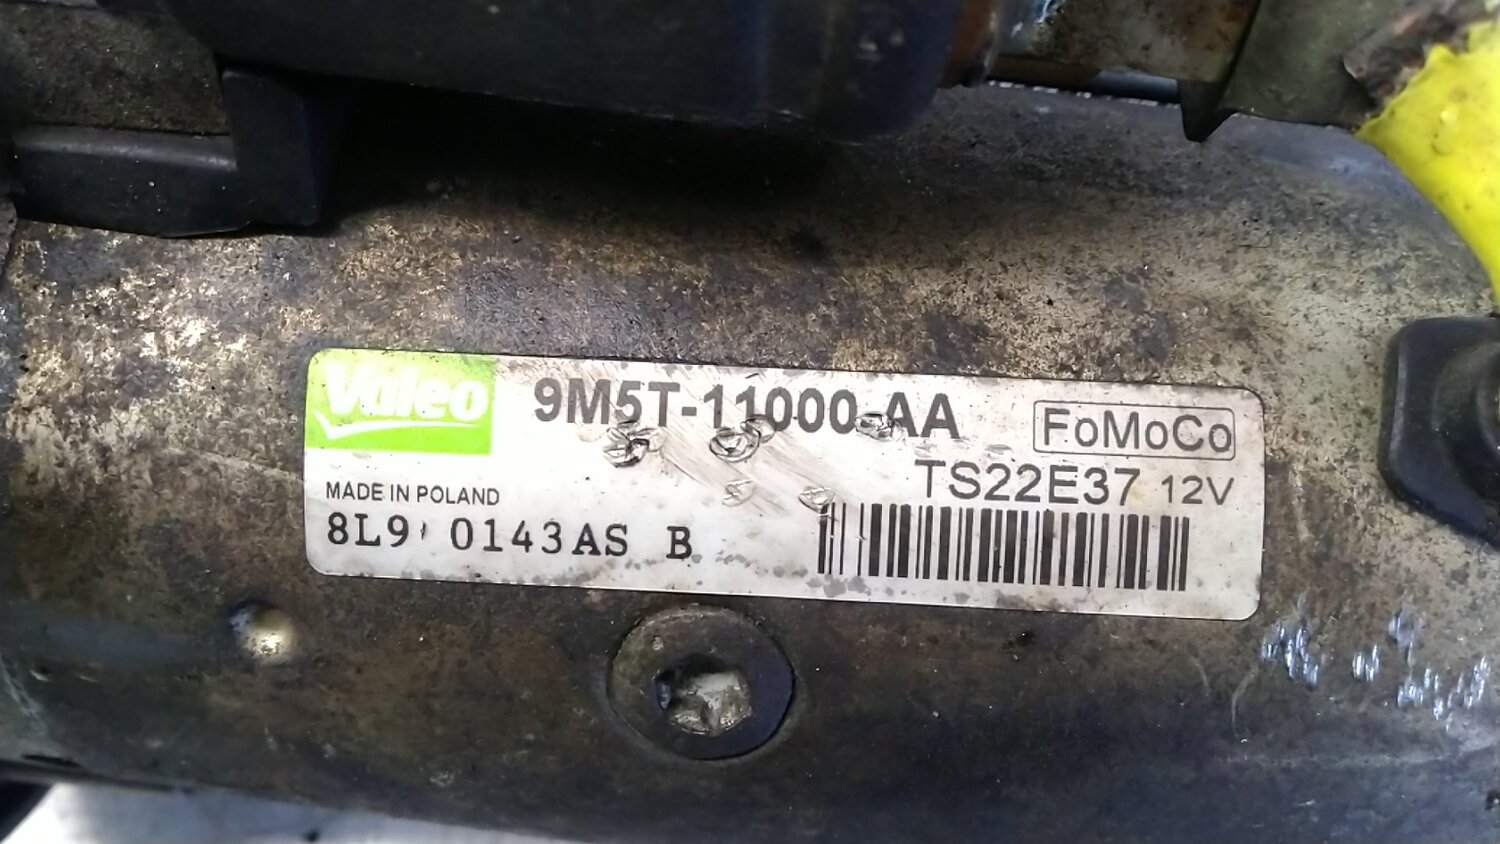 Valeo
9M5T-11000-AA
FoMoCo
TS22E37 12V
MADE IN POLAND
8L9 0143AS B